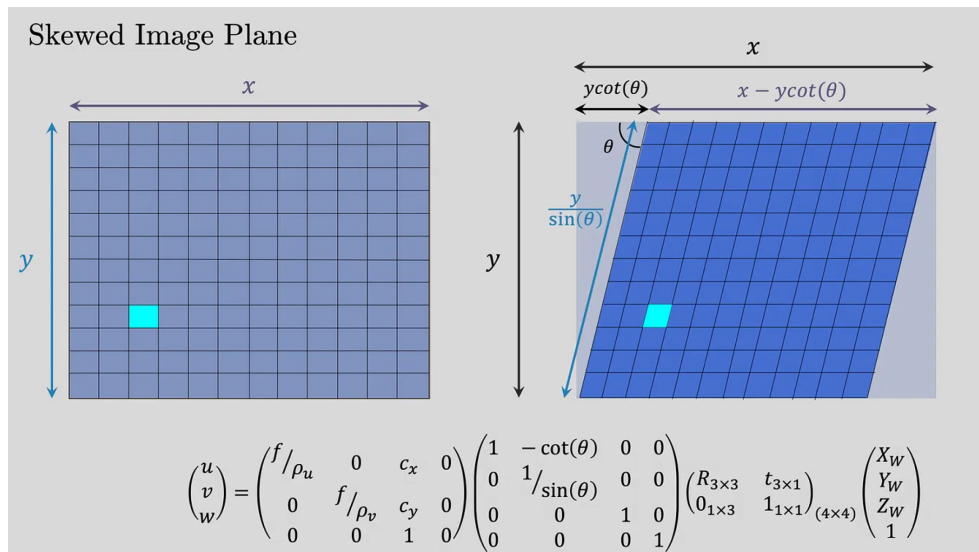 Skewed Image Plane
x
x
ycot(θ)
x − ycot(θ)
θ
y
y/sin(θ)
y
(u v w) = (f/ρu 0 cx 0
0 f/ρv cy 0
0 0 1 0) (1 − cot(θ) 0 0
0 1/sin(θ) 0 0
0 0 1 0
0 0 0 1) (R3×3 t3×1
01×3 11×1)(4×4) (XW YW ZW 1)